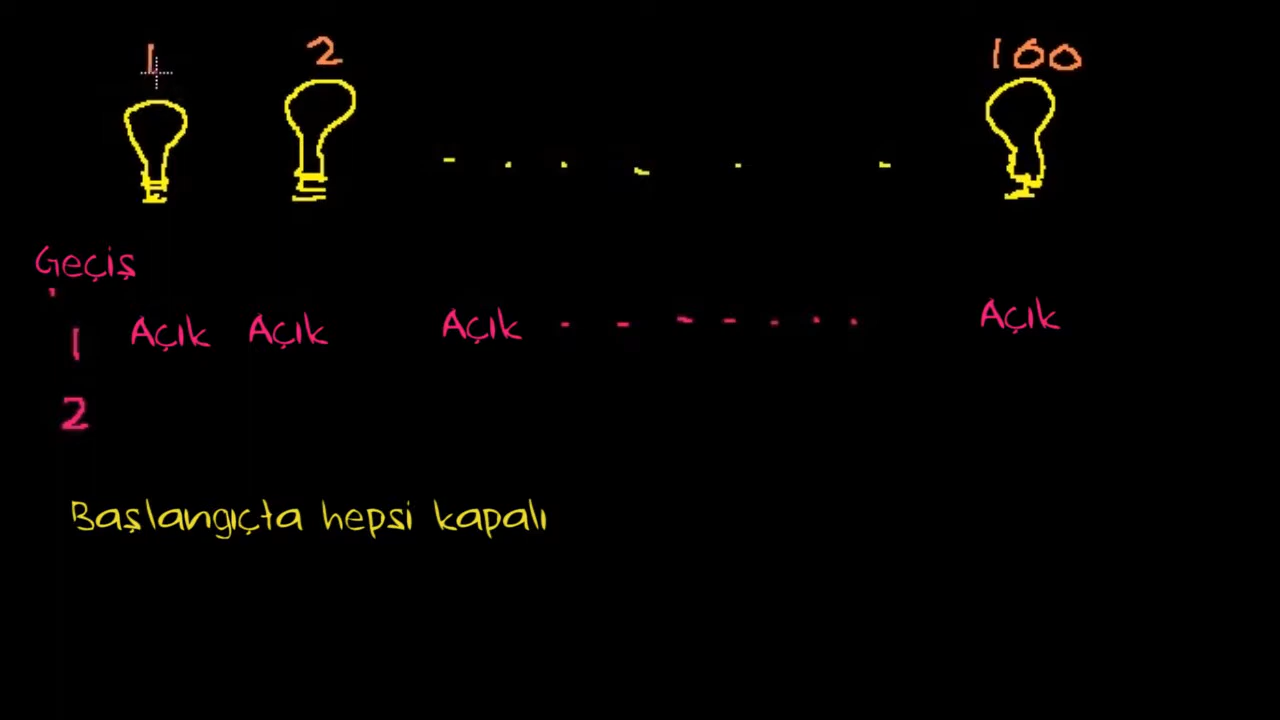 1 2 100
Geçiş
1 Açık Açık Açık Açık
2
Başlangıçta hepsi kapalı